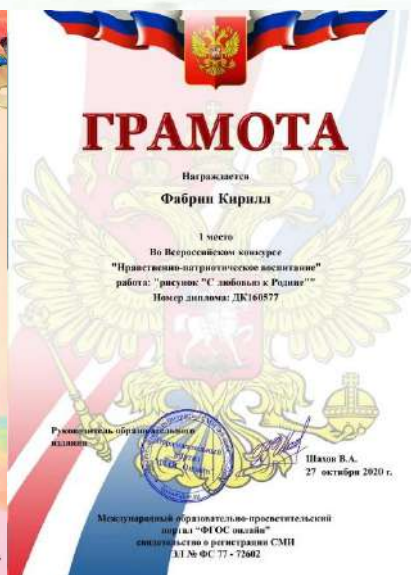 ГРАМОТА
Награждается
Фабрин Кирилл
1 место
Во Всероссийском конкурсе
"Нравственно-патриотическое воспитание"
работа: "рисунок "С любовью к Родине""
Номер диплома: ДК160577
Руководитель образовательного
издания
Шахов В.А.
27 октября 2020 г.
Международный образовательно-просветительский
портал "ФГОС онлайн"
свидетельство о регистрации СМИ
ЭЛ № ФС 77 - 72602